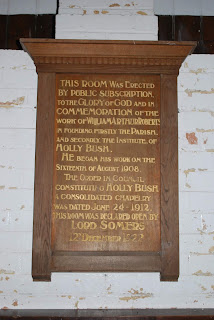 THIS ROOM WAS ERECTED
BY PUBLIC SUBSCRIPTION,
TO THE GLORY OF GOD AND IN
COMMEMORATION OF THE
WORK OF WILLIAM ARTHUR ROBERTS
IN FOUNDING FIRSTLY THE PARISH,
AND SECONDLY, THE INSTITUTE, OF
HOLLY BUSH.
HE BEGAN HIS WORK ON THE
SIXTEENTH OF AUGUST 1908.
THE ORDER IN COUNCIL
CONSTITUTING HOLLY BUSH
A CONSOLIDATED CHAPELRY
WAS DATED JUNE 24 1912.
THIS ROOM WAS DECLARED OPEN BY
LORD SOMERS
DECEMBER